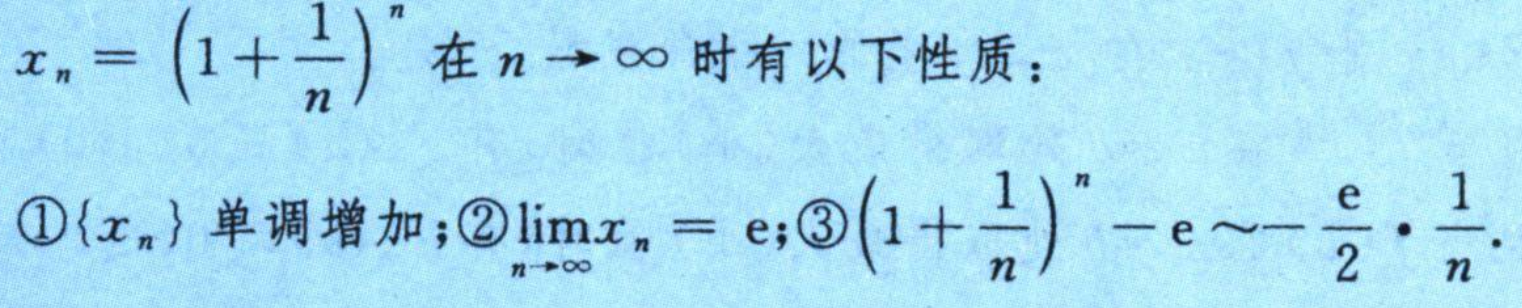 $x_n = \left(1+\frac{1}{n}\right)^n$ 在 $n \to \infty$ 时有以下性质：
①$\{x_n\}$ 单调增加；②$\lim\limits_{n\to\infty} x_n = \mathrm{e}$；③$\left(1+\frac{1}{n}\right)^n - \mathrm{e} \sim -\frac{\mathrm{e}}{2} \cdot \frac{1}{n}$.